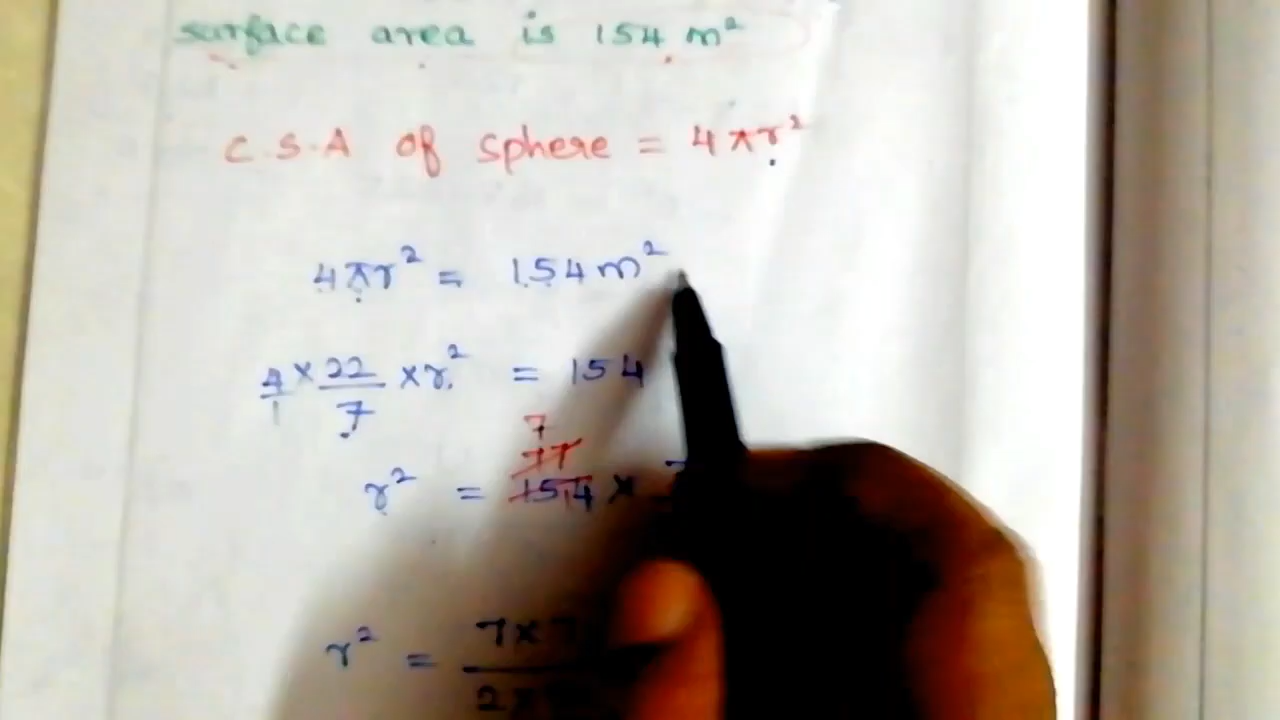 surface area is 154 m²
C.S.A of sphere = 4πr²
4πr² = 154 m²
4/1 × 22/7 × r² = 154
7
77
r² = 154 ×
r² = 7×7 / 2×